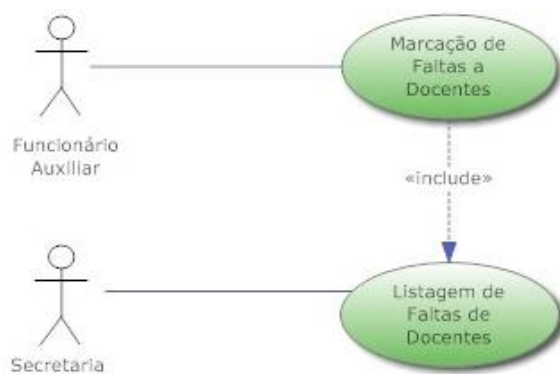 Marcação de
Faltas a
Docentes
Funcionário
Auxiliar
«include»
Listagem de
Faltas de
Docentes
Secretaria